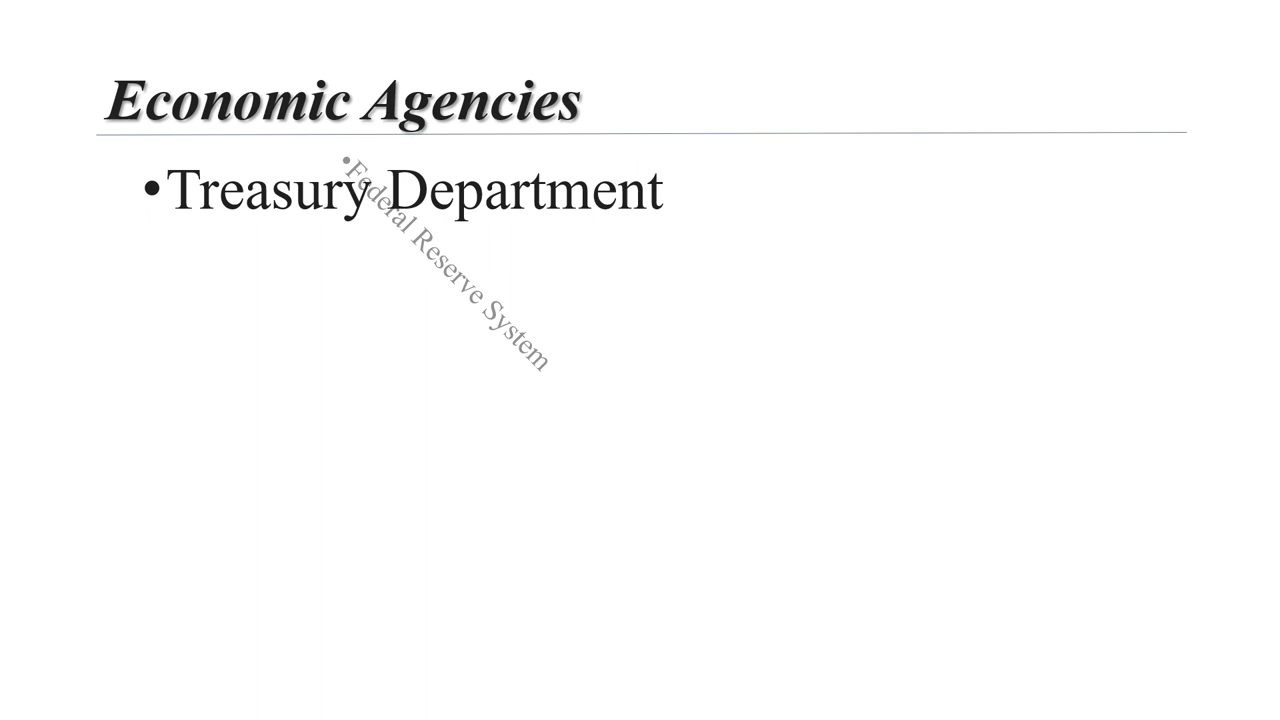 Economic Agencies
•Treasury Department
•Federal Reserve System